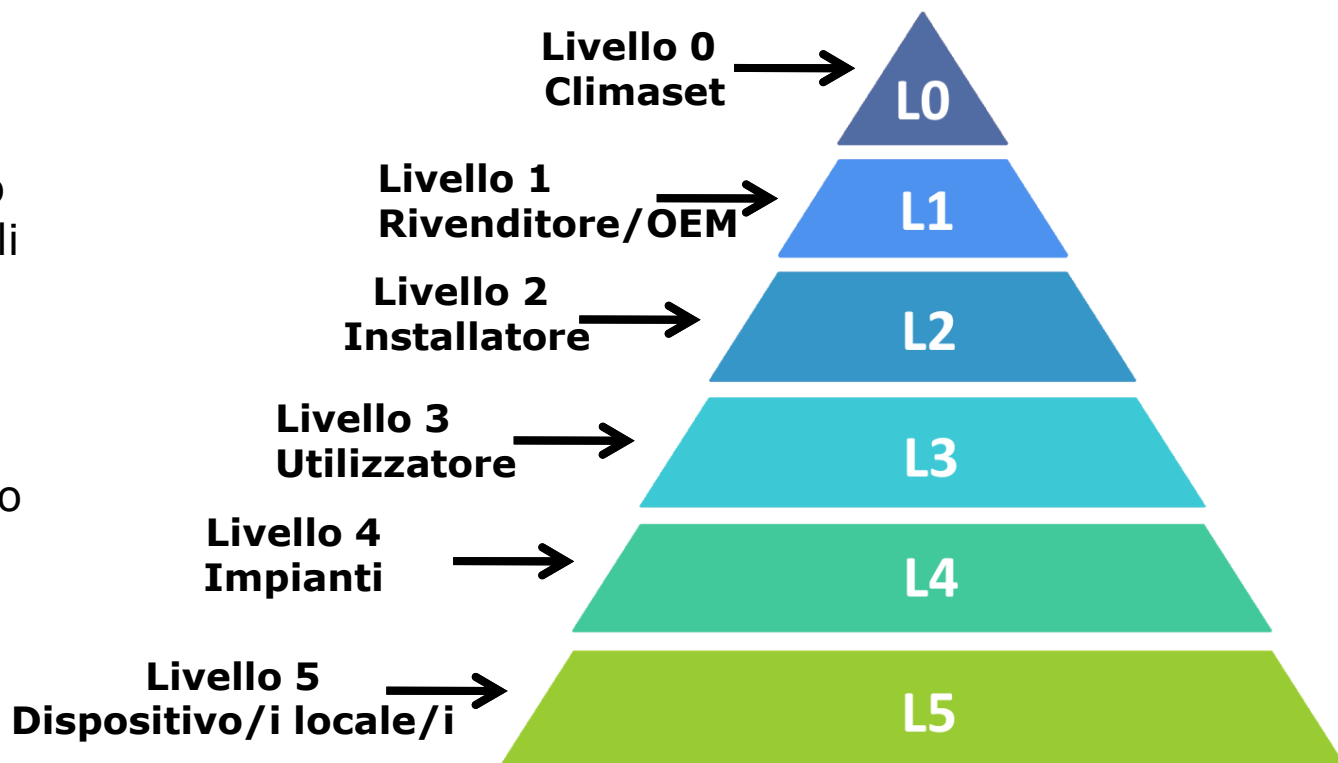 Livello 0
Climaset
L0
Livello 1
Rivenditore/OEM
L1
Livello 2
Installatore
L2
Livello 3
Utilizzatore
L3
Livello 4
Impianti
L4
Livello 5
Dispositivo/i locale/i
L5